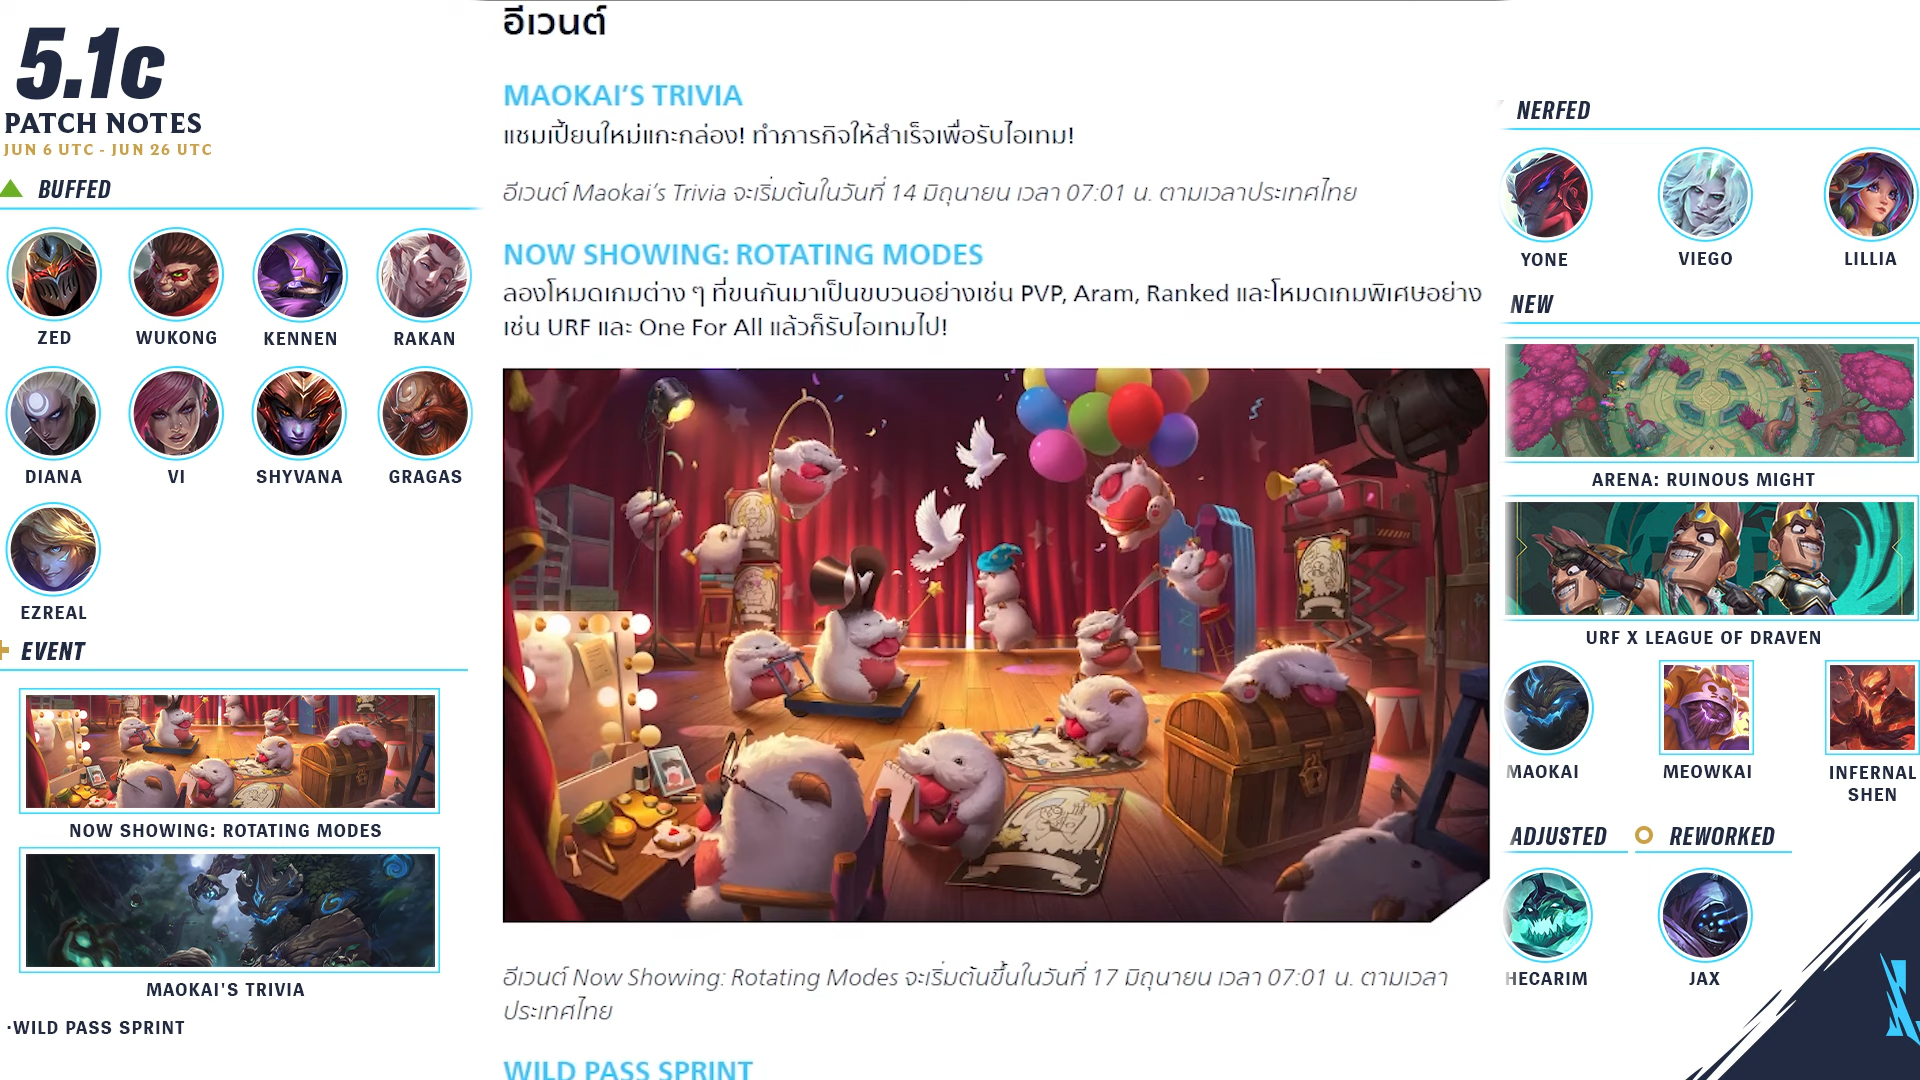 5.1c
PATCH NOTES
JUN 6 UTC - JUN 26 UTC
BUFFED
ZED
WUKONG
KENNEN
RAKAN
DIANA
VI
SHYVANA
GRAGAS
EZREAL
EVENT
NOW SHOWING: ROTATING MODES
MAOKAI'S TRIVIA
·WILD PASS SPRINT
อีเวนต์
MAOKAI'S TRIVIA
แชมเปี้ยนใหม่แกะกล่อง! ทำภารกิจให้สำเร็จเพื่อรับไอเทม!
อีเวนต์ Maokai's Trivia จะเริ่มต้นในวันที่ 14 มิถุนายน เวลา 07:01 น. ตามเวลาประเทศไทย
NOW SHOWING: ROTATING MODES
ลองโหมดเกมต่าง ๆ ที่ขนกันมาเป็นขบวนอย่างเช่น PVP, Aram, Ranked และโหมดเกมพิเศษอย่าง
เช่น URF และ One For All แล้วก็รับไอเทมไป!
อีเวนต์ Now Showing: Rotating Modes จะเริ่มต้นขึ้นในวันที่ 17 มิถุนายน เวลา 07:01 น. ตามเวลา
ประเทศไทย
WILD PASS SPRINT
NERFED
YONE
VIEGO
LILLIA
NEW
ARENA: RUINOUS MIGHT
URF X LEAGUE OF DRAVEN
MAOKAI
MEOWKAI
INFERNAL
SHEN
ADJUSTED
REWORKED
HECARIM
JAX